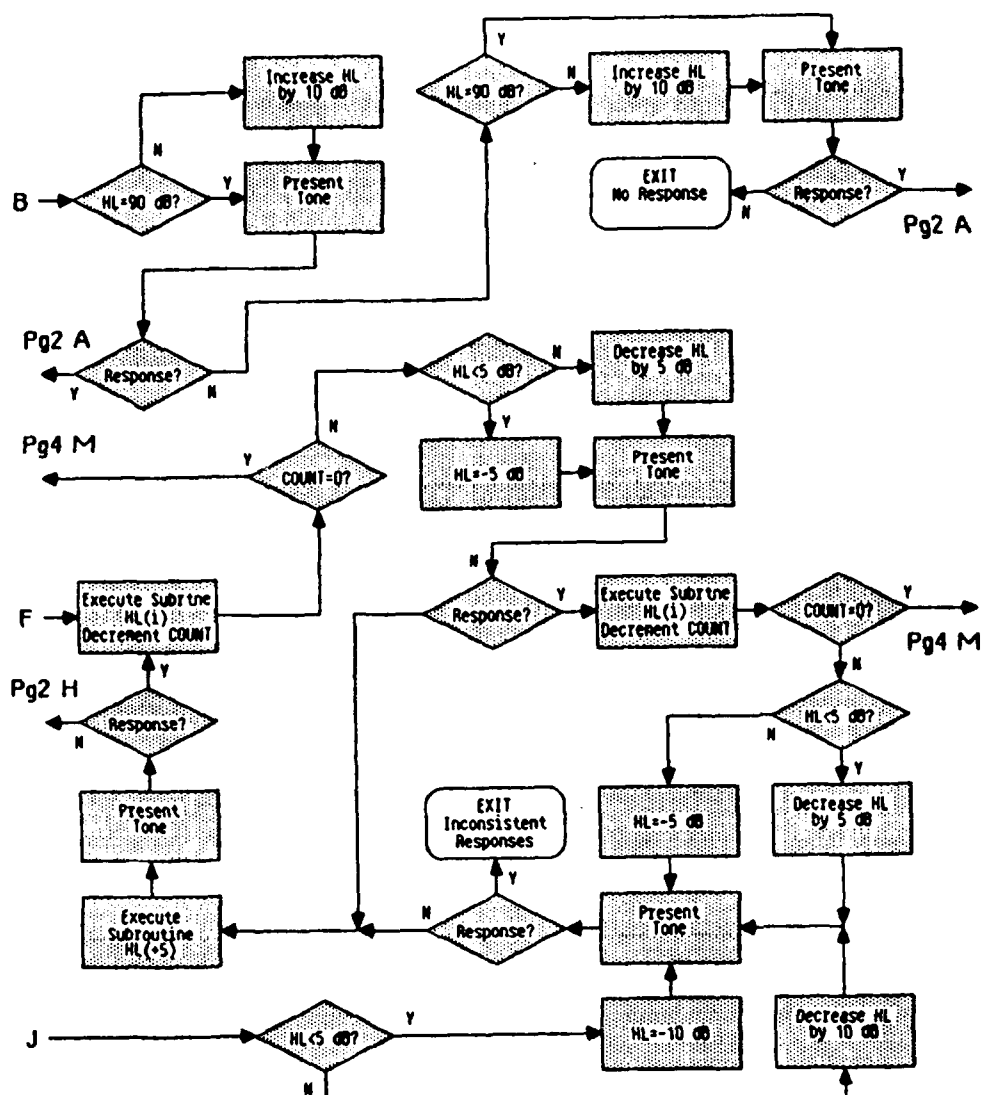 Y
Increase HL
by 10 dB
HL=90 dB?
N
Increase HL
by 10 dB
Present
Tone
N
B
HL=90 dB?
Y
Present
Tone
EXIT
No Response
N
Response?
Y
Pg2 A
Pg2 A
Y
Response?
N
HL<5 dB?
N
Decrease HL
by 5 dB
Y
N
Pg4 M
Y
COUNT=0?
HL=-5 dB
Present
Tone
N
F
Execute Subrtne
HL(i)
Decrement COUNT
Response?
Y
Execute Subrtne
HL(i)
Decrement COUNT
COUNT=0?
Y
Pg4 M
N
Y
Pg2 H
N
Response?
HL<5 dB?
N
Y
Present
Tone
EXIT
Inconsistent
Responses
HL=-5 dB
Decrease HL
by 5 dB
Y
Execute
Subroutine
HL(+5)
N
Response?
Present
Tone
J
HL<5 dB?
Y
HL=-10 dB
Decrease HL
by 10 dB
N